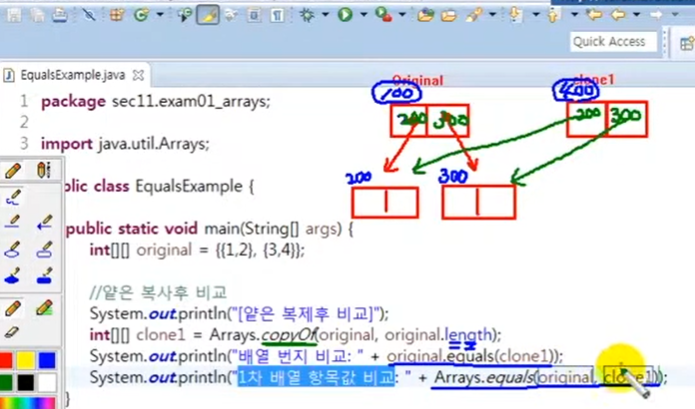 Quick Access
EqualsExample.java
Original
clone1
100
400
200 300
200 300
200
300
1 package sec11.exam01_arrays;
2
3 import java.util.Arrays;
blic class EqualsExample {
public static void main(String[] args) {
int[][] original = {{1,2}, {3,4}};
//얕은 복사후 비교
System.out.println("[얕은 복제후 비교]");
int[][] clone1 = Arrays.copyOf(original, original.length);
System.out.println("배열 번지 비교: " + original.equals(clone1));
System.out.println("1차 배열 항목값 비교: " + Arrays.equals(original, clone1));
}